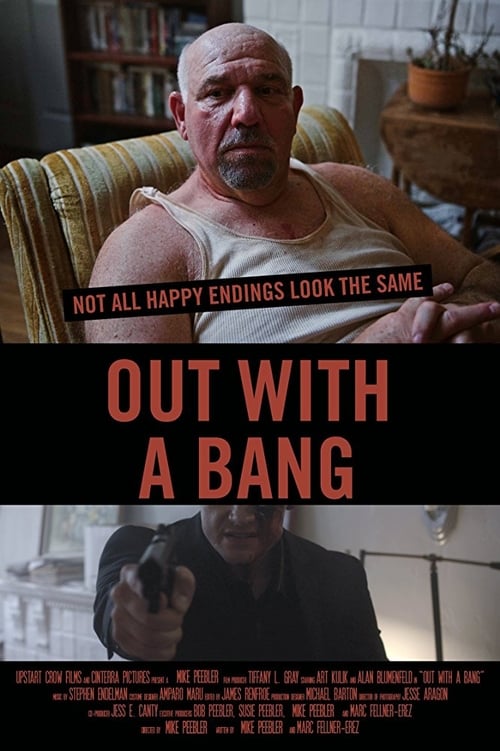 NOT ALL HAPPY ENDINGS LOOK THE SAME
OUT WITH
A BANG
UPSTART CROW FILMS AND CINTERRA PICTURES PRESENT A MIKE PEEBLER FILM PRODUCER TIFFANY L. GRAY STARRING ART KULIK AND ALAN BLUMENFELD IN "OUT WITH A BANG"
MUSIC BY STEPHEN ENDELMAN COSTUME DESIGNER AMPARO MARU EDITED BY JAMES RENFROE PRODUCTION DESIGNER MICHAEL BARTON DIRECTOR OF PHOTOGRAPHY JESSE ARAGON
CO-PRODUCER JESS E. CANTY EXECUTIVE PRODUCERS BOB PEEBLER, SUSIE PEEBLER, MIKE PEEBLER AND MARC FELLNER-EREZ
DIRECTED BY MIKE PEEBLER WRITTEN BY MIKE PEEBLER AND MARC FELLNER-EREZ